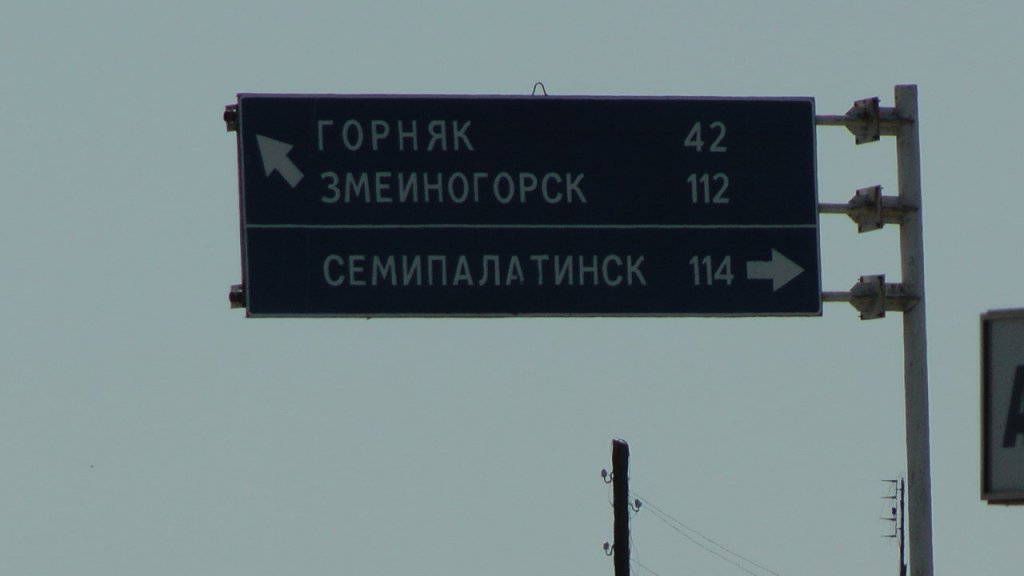 ГОРНЯК 42
ЗМЕИНОГОРСК 112
СЕМИПАЛАТИНСК 114